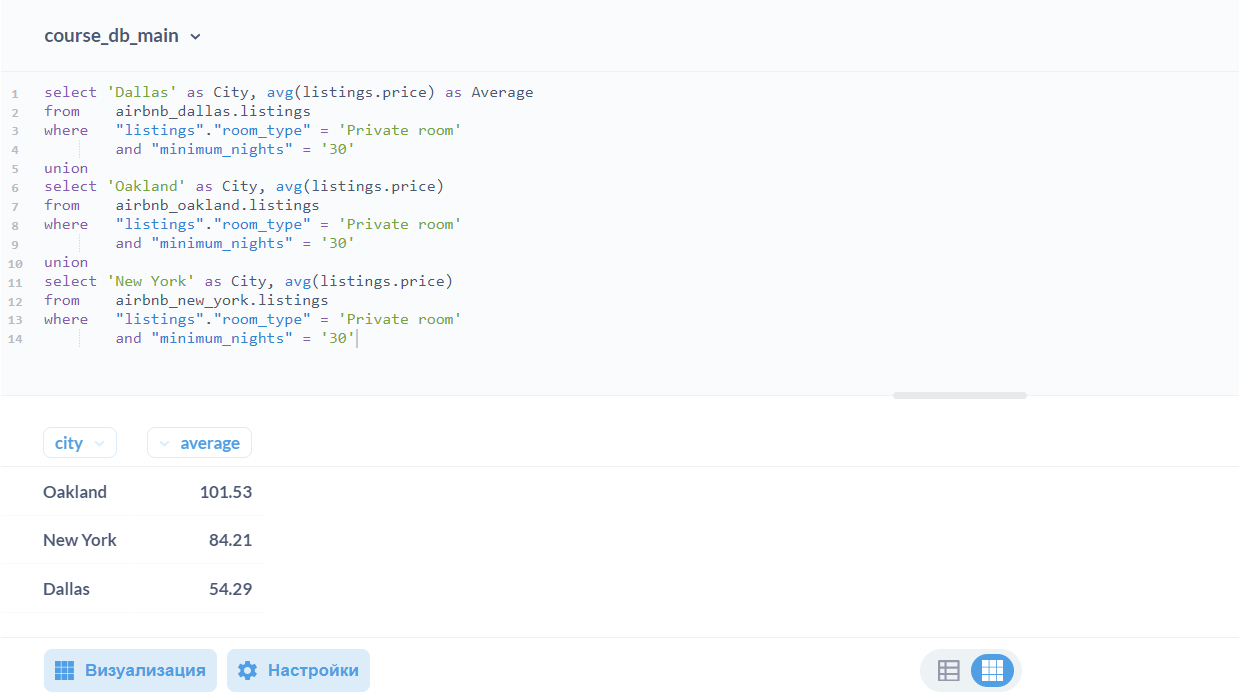 course_db_main
1 select 'Dallas' as City, avg(listings.price) as Average
2 from airbnb_dallas.listings
3 where "listings"."room_type" = 'Private room'
4 and "minimum_nights" = '30'
5 union
6 select 'Oakland' as City, avg(listings.price)
7 from airbnb_oakland.listings
8 where "listings"."room_type" = 'Private room'
9 and "minimum_nights" = '30'
10 union
11 select 'New York' as City, avg(listings.price)
12 from airbnb_new_york.listings
13 where "listings"."room_type" = 'Private room'
14 and "minimum_nights" = '30'
city average
Oakland 101.53
New York 84.21
Dallas 54.29
Визуализация Настройки